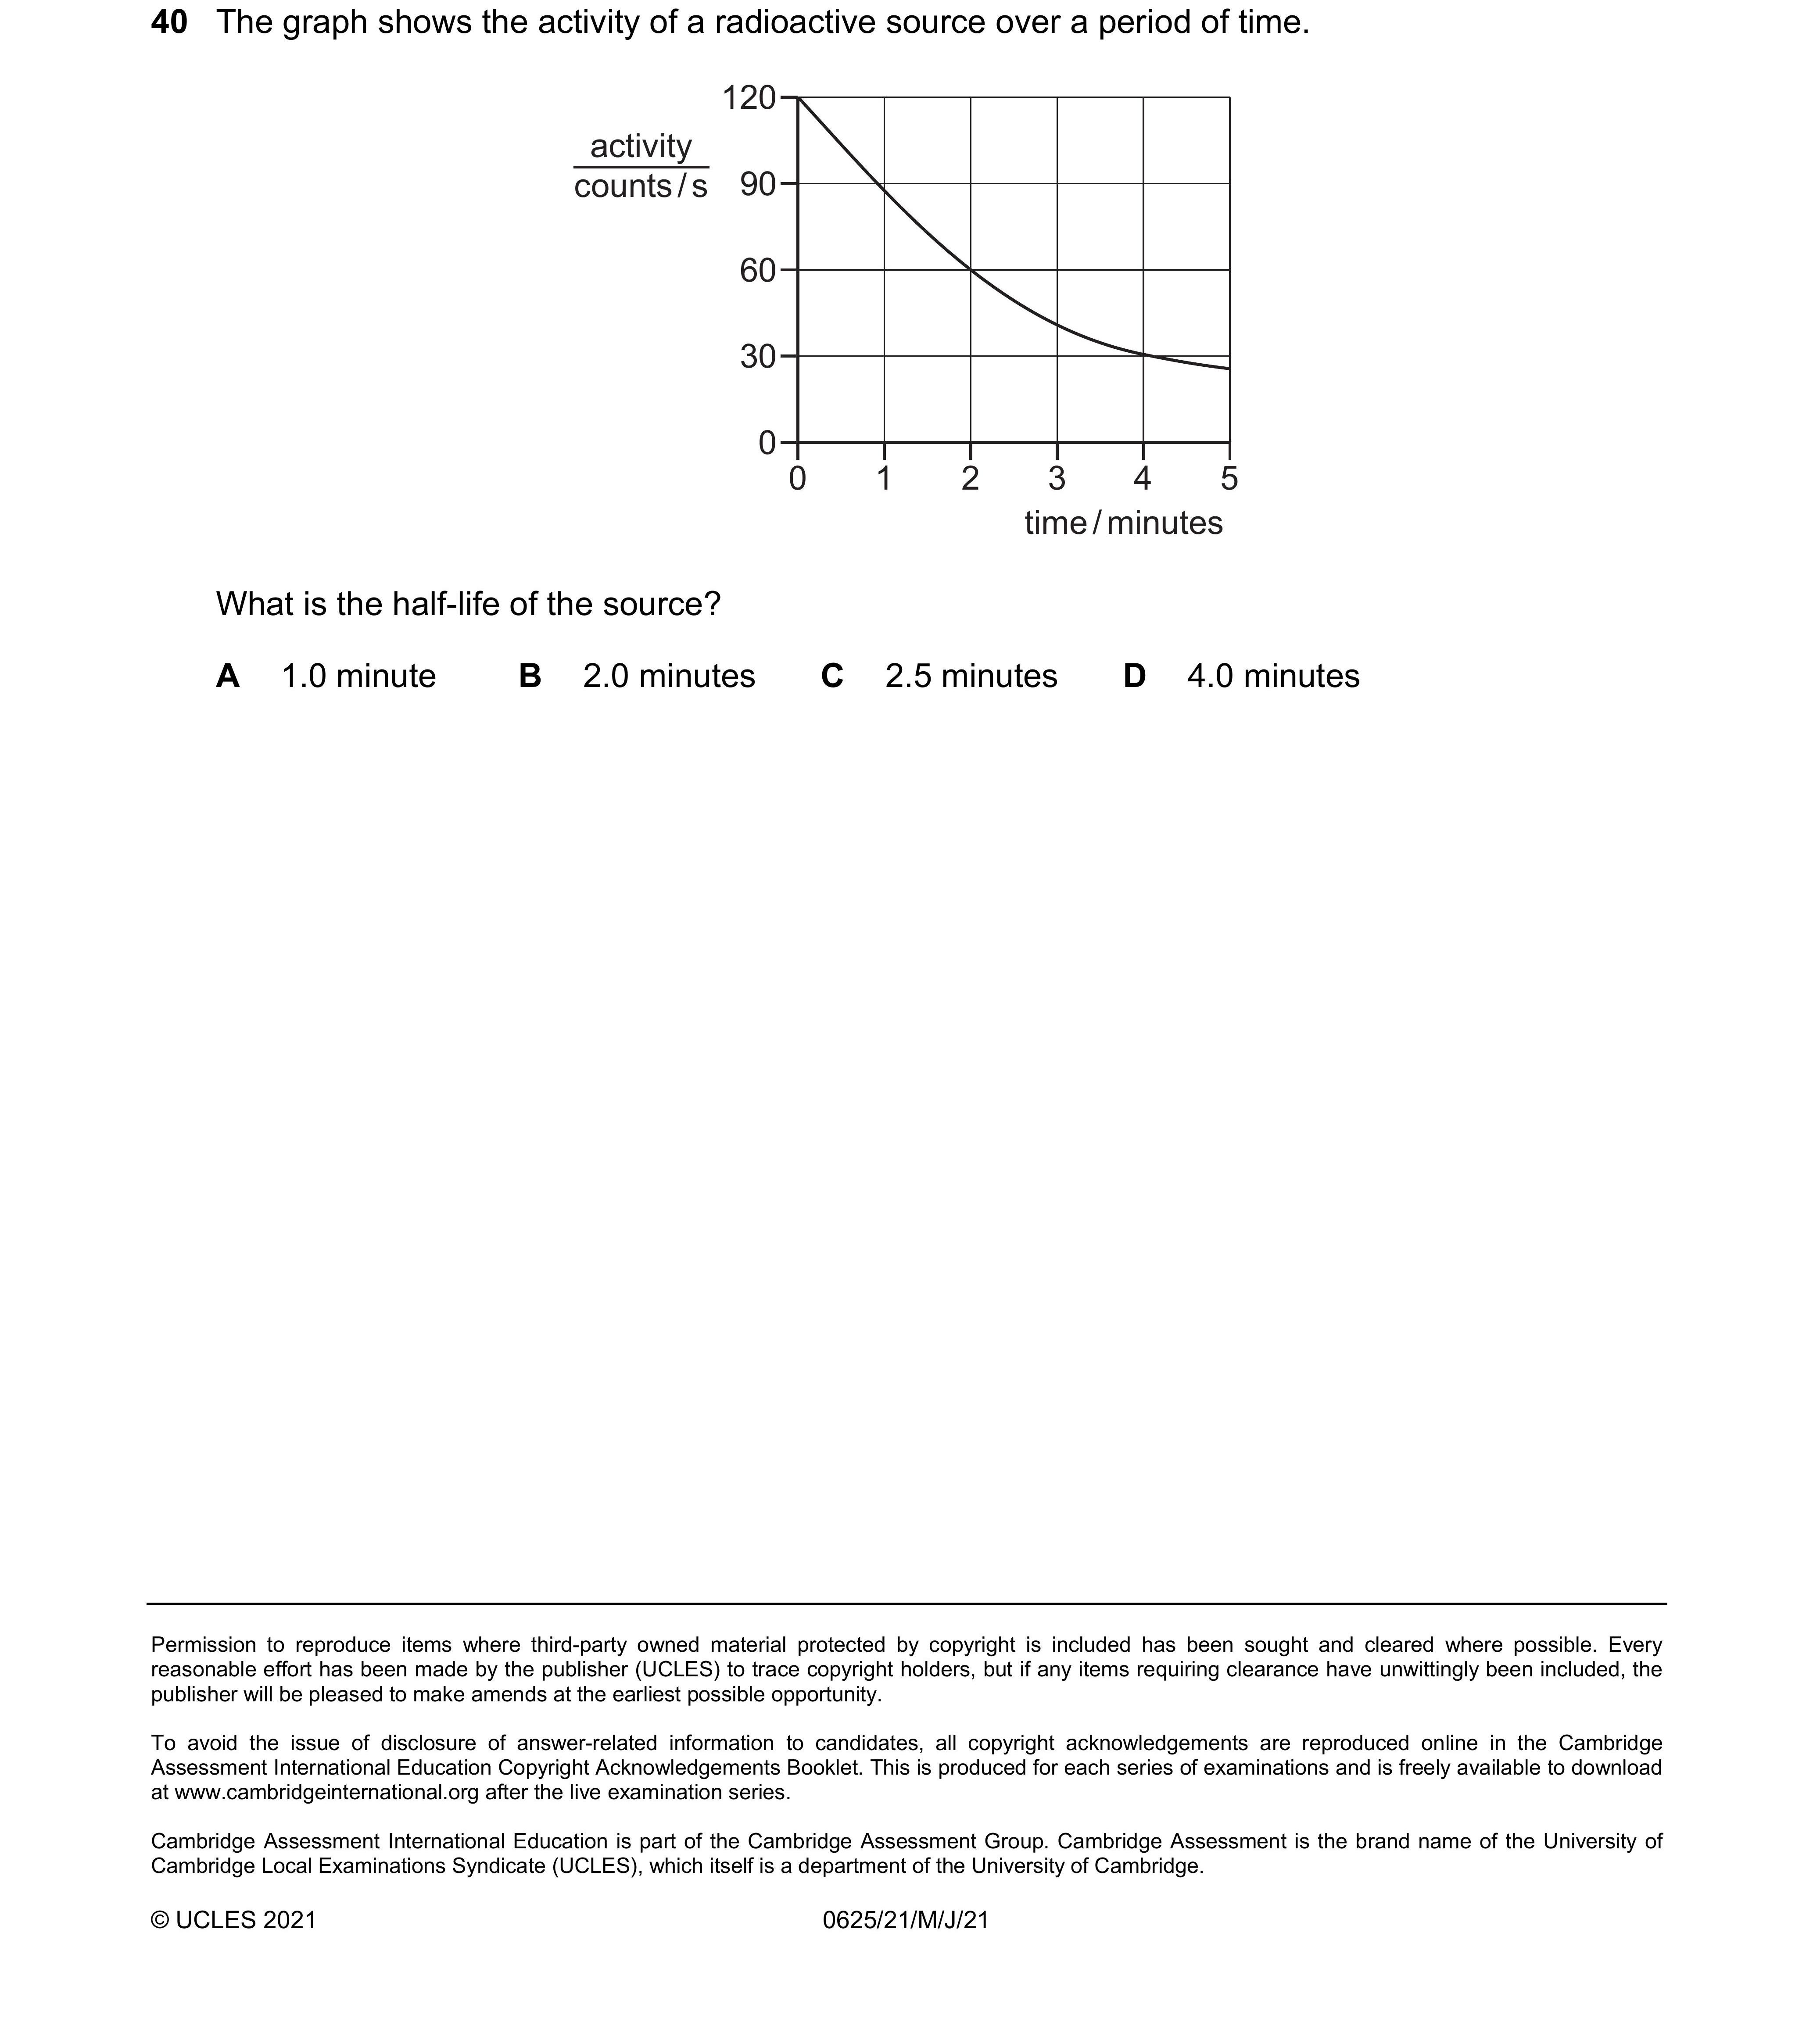 40 The graph shows the activity of a radioactive source over a period of time.
120
activity
counts / s
90
60
30
0
0 1 2 3 4 5
time / minutes
What is the half-life of the source?
A 1.0 minute B 2.0 minutes C 2.5 minutes D 4.0 minutes
Permission to reproduce items where third-party owned material protected by copyright is included has been sought and cleared where possible. Every
reasonable effort has been made by the publisher (UCLES) to trace copyright holders, but if any items requiring clearance have unwittingly been included, the
publisher will be pleased to make amends at the earliest possible opportunity.
To avoid the issue of disclosure of answer-related information to candidates, all copyright acknowledgements are reproduced online in the Cambridge
Assessment International Education Copyright Acknowledgements Booklet. This is produced for each series of examinations and is freely available to download
at www.cambridgeinternational.org after the live examination series.
Cambridge Assessment International Education is part of the Cambridge Assessment Group. Cambridge Assessment is the brand name of the University of
Cambridge Local Examinations Syndicate (UCLES), which itself is a department of the University of Cambridge.
© UCLES 2021 0625/21/M/J/21